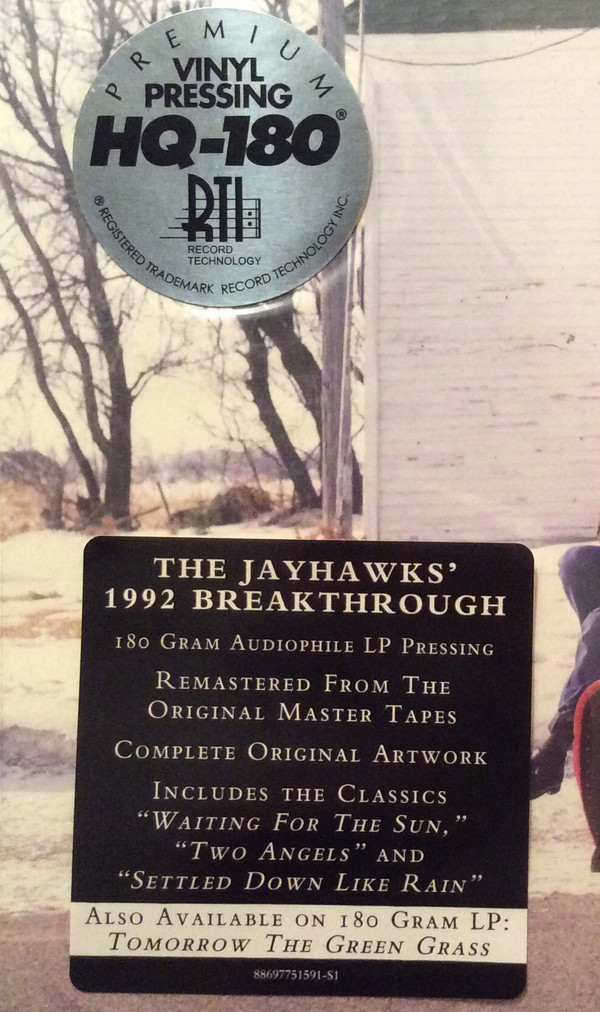 PREMIUM
VINYL
PRESSING
HQ-180®
RTI
RECORD
TECHNOLOGY
® REGISTERED TRADEMARK RECORD TECHNOLOGY INC.
THE JAYHAWKS’
1992 BREAKTHROUGH
180 GRAM AUDIOPHILE LP PRESSING
REMASTERED FROM THE
ORIGINAL MASTER TAPES
COMPLETE ORIGINAL ARTWORK
INCLUDES THE CLASSICS
“WAITING FOR THE SUN,”
“TWO ANGELS” AND
“SETTLED DOWN LIKE RAIN”
ALSO AVAILABLE ON 180 GRAM LP:
TOMORROW THE GREEN GRASS
88697751591-S1